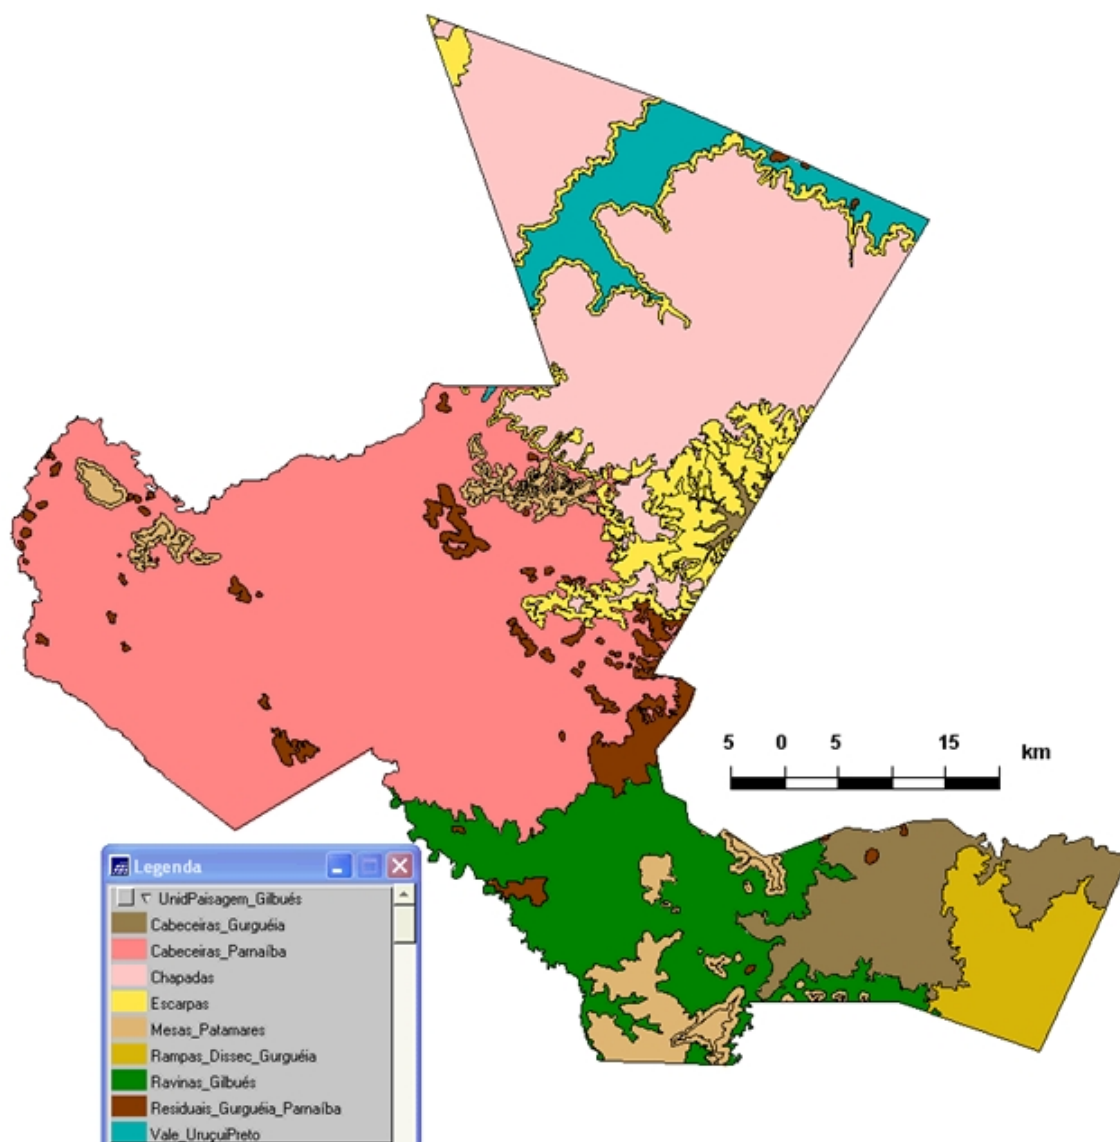 5 0 5 15 km
Legenda
UnidPaisagem_Gilbués
Cabeceiras_Gurguéia
Cabeceiras_Parnaíba
Chapadas
Escarpas
Mesas_Patamares
Rampas_Dissec_Gurguéia
Ravinas_Gilbués
Residuais_Gurguéia_Parnaíba
Vale_UruçuiPreto